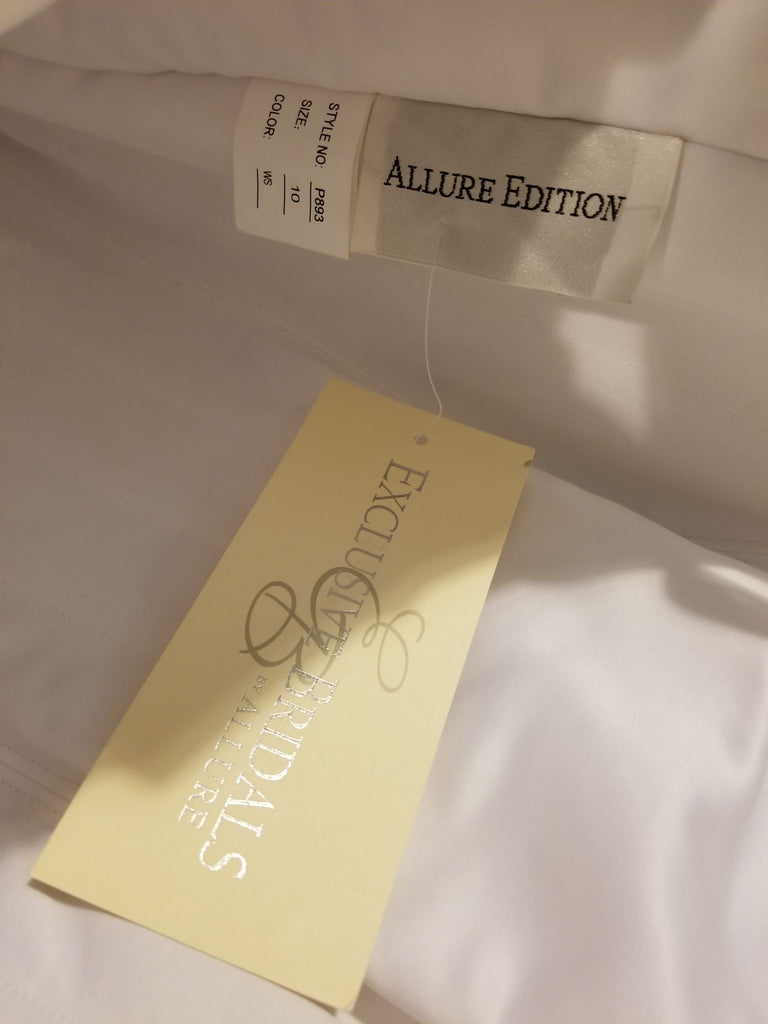 STYLE NO: P893
SIZE: 10
COLOR: WS
ALLURE EDITION
EXCLUSIVE BRIDALS
BY ALLURE